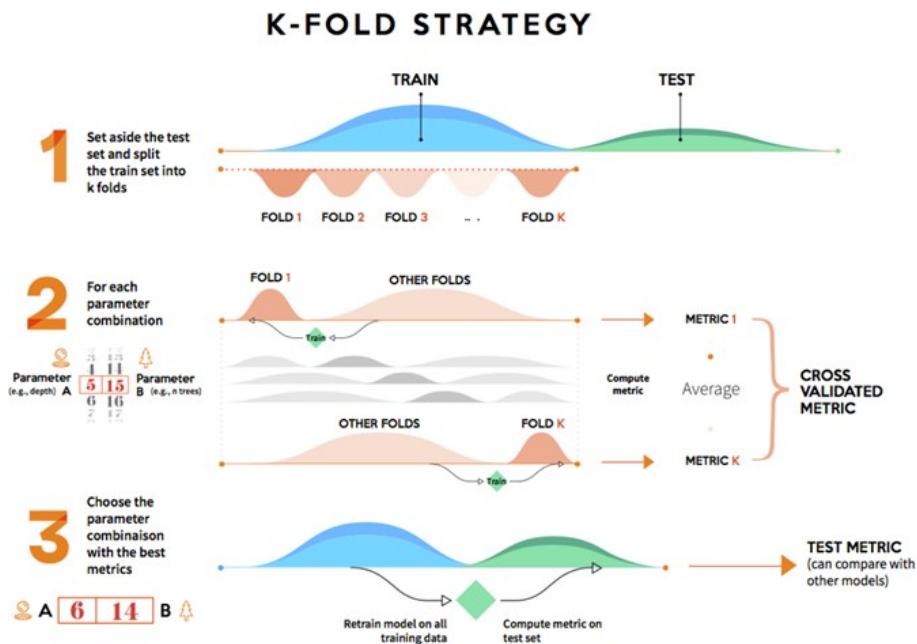 K-FOLD STRATEGY
TRAIN
TEST
1
Set aside the test
set and split
the train set into
k folds
FOLD 1
FOLD 2
FOLD 3
... .
FOLD K
2
For each
parameter
combination
FOLD 1
OTHER FOLDS
Train
METRIC 1
Parameter
(e.g., depth) A
4 14
5 15
6 16
Parameter
B (e.g., n trees)
Compute
metric
Average
CROSS
VALIDATED
METRIC
OTHER FOLDS
FOLD K
Train
METRIC K
3
Choose the
parameter
combinaison
with the best
metrics
A 6 14 B
Retrain model on all
training data
Compute metric on
test set
TEST METRIC
(can compare with
other models)